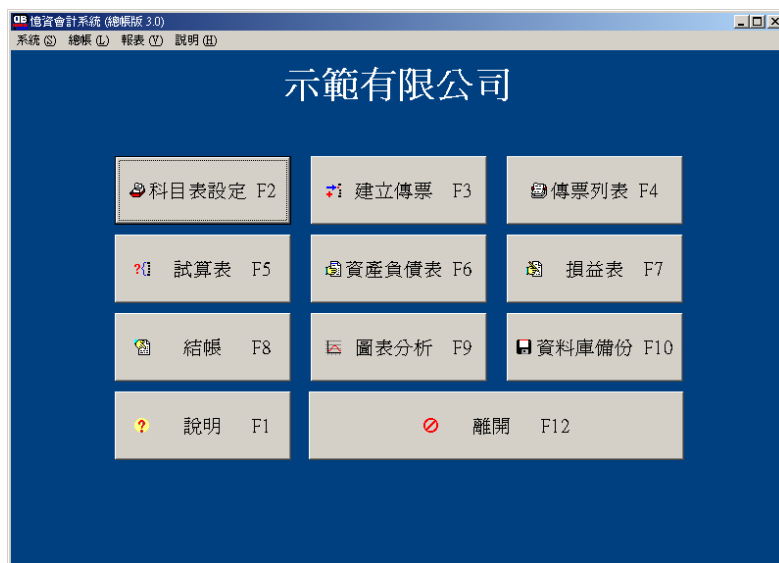 憶資會計系統 (總帳版 3.0)
系統(S) 總帳(L) 報表(V) 說明(H)
示範有限公司
科目表設定 F2 建立傳票 F3 傳票列表 F4
試算表 F5 資產負債表 F6 損益表 F7
結帳 F8 圖表分析 F9 資料庫備份 F10
說明 F1 離開 F12